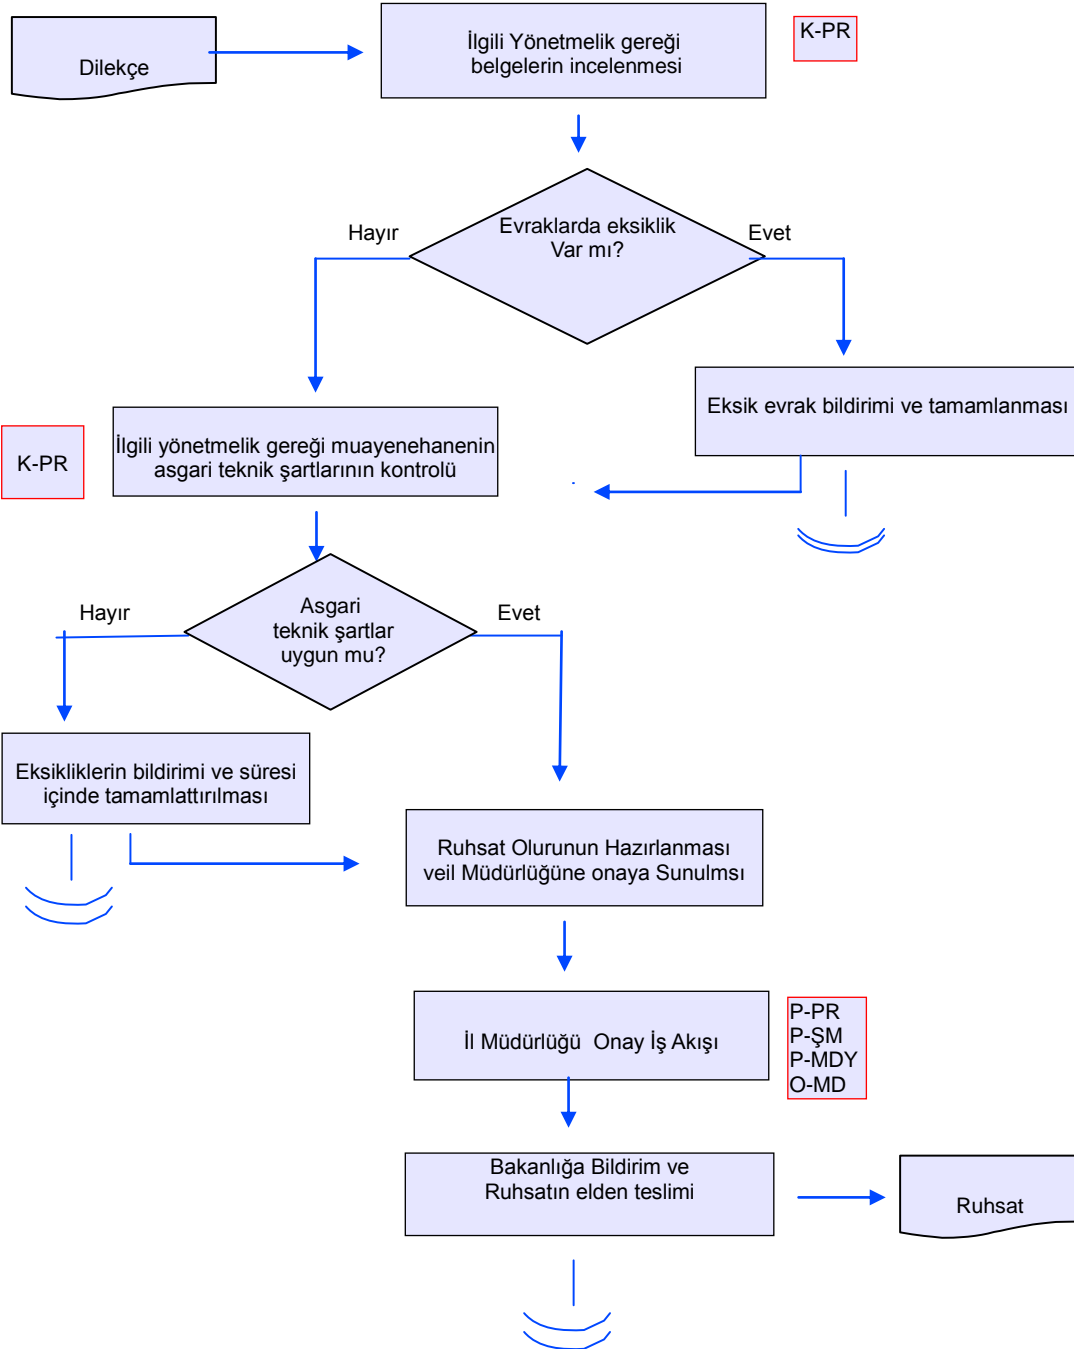 Dilekçe
İlgili Yönetmelik gereği
belgelerin incelenmesi
K-PR
Evraklarda eksiklik
Var mı?
Hayır
Evet
Eksik evrak bildirimi ve tamamlanması
K-PR
İlgili yönetmelik gereği muayenehanenin
asgari teknik şartlarının kontrolü
Hayır
Asgari
teknik şartlar
uygun mu?
Evet
Eksikliklerin bildirimi ve süresi
içinde tamamlattırılması
Ruhsat Olurunun Hazırlanması
veil Müdürlüğüne onaya Sunulmsı
İl Müdürlüğü  Onay İş Akışı
P-PR
P-ŞM
P-MDY
O-MD
Bakanlığa Bildirim ve
Ruhsatın elden teslimi
Ruhsat